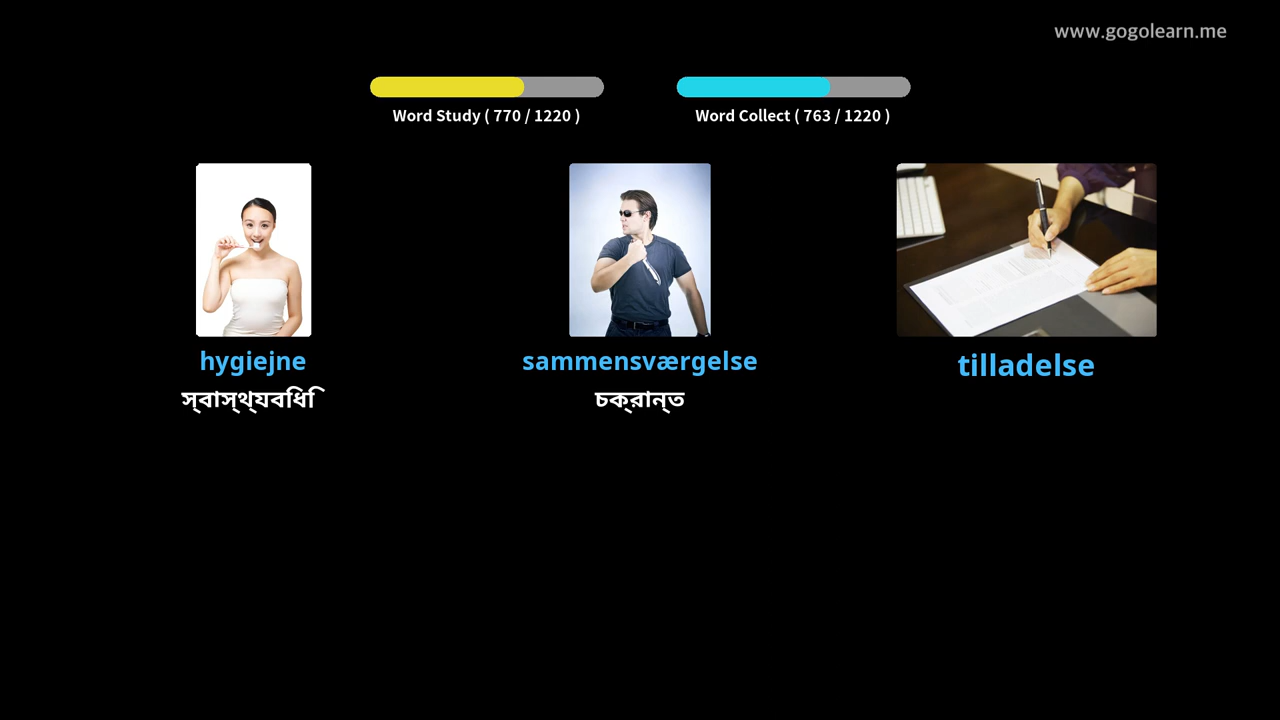 www.gogolearn.me
Word Study ( 770 / 1220 )
Word Collect ( 763 / 1220 )
hygiejne
sammensværgelse
tilladelse
স্বাস্থ্যবিধি
চক্রান্ত